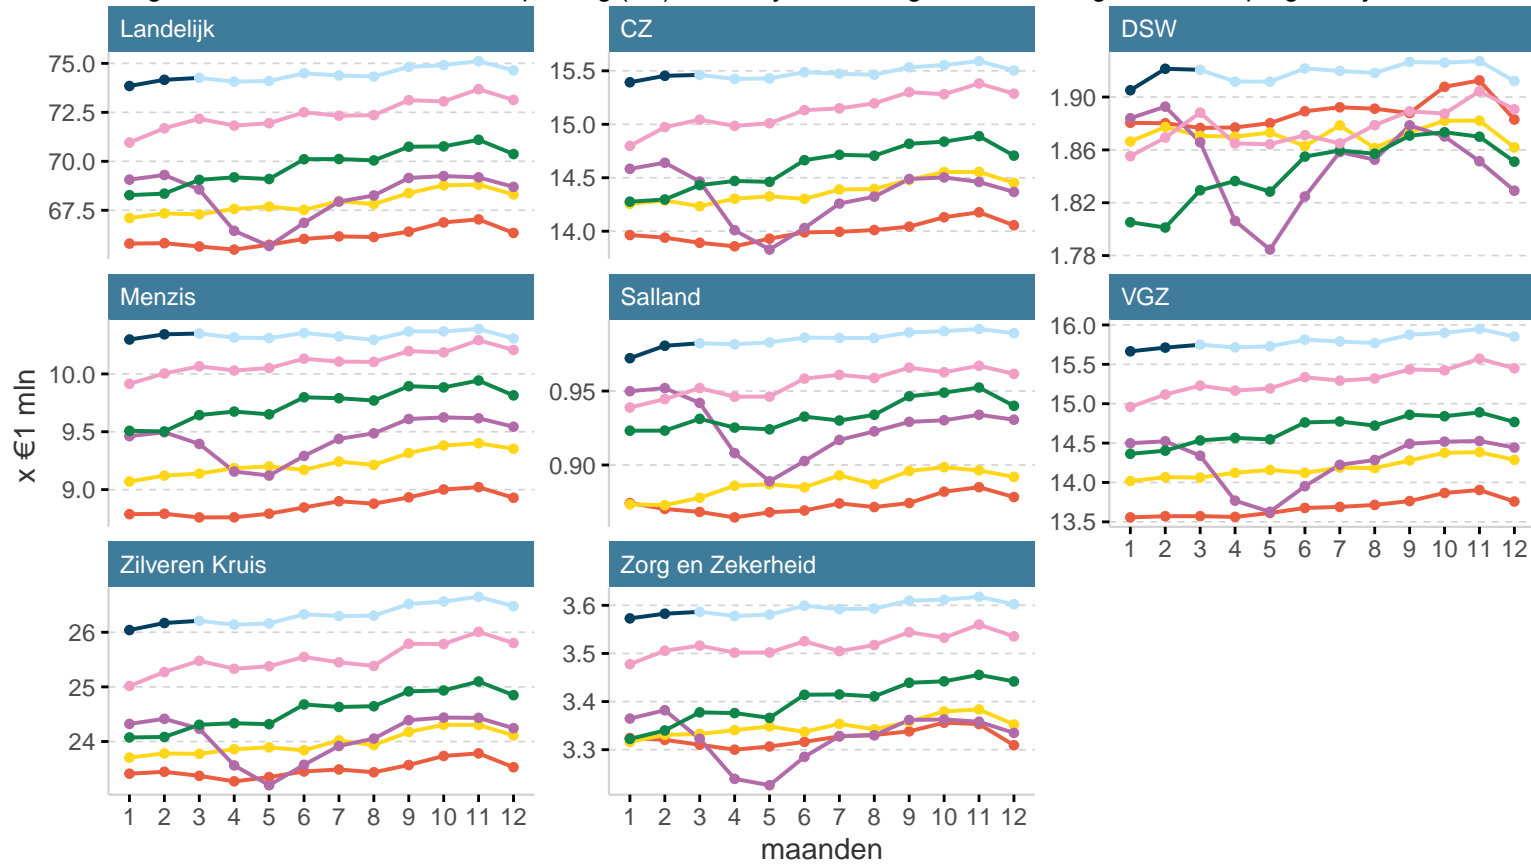 Landelijk CZ DSW
75.0 72.5 70.0 67.5
15.5 15.0 14.5 14.0
1.90 1.86 1.82 1.78
Menzis Salland VGZ
10.0 9.5 9.0
0.95 0.90
16.0 15.5 15.0 14.5 14.0 13.5
1 2 3 4 5 6 7 8 9 10 11 12
x €1 mln
Zilveren Kruis Zorg en Zekerheid
26 25 24
3.6 3.5 3.4 3.3
1 2 3 4 5 6 7 8 9 10 11 12
1 2 3 4 5 6 7 8 9 10 11 12
maanden